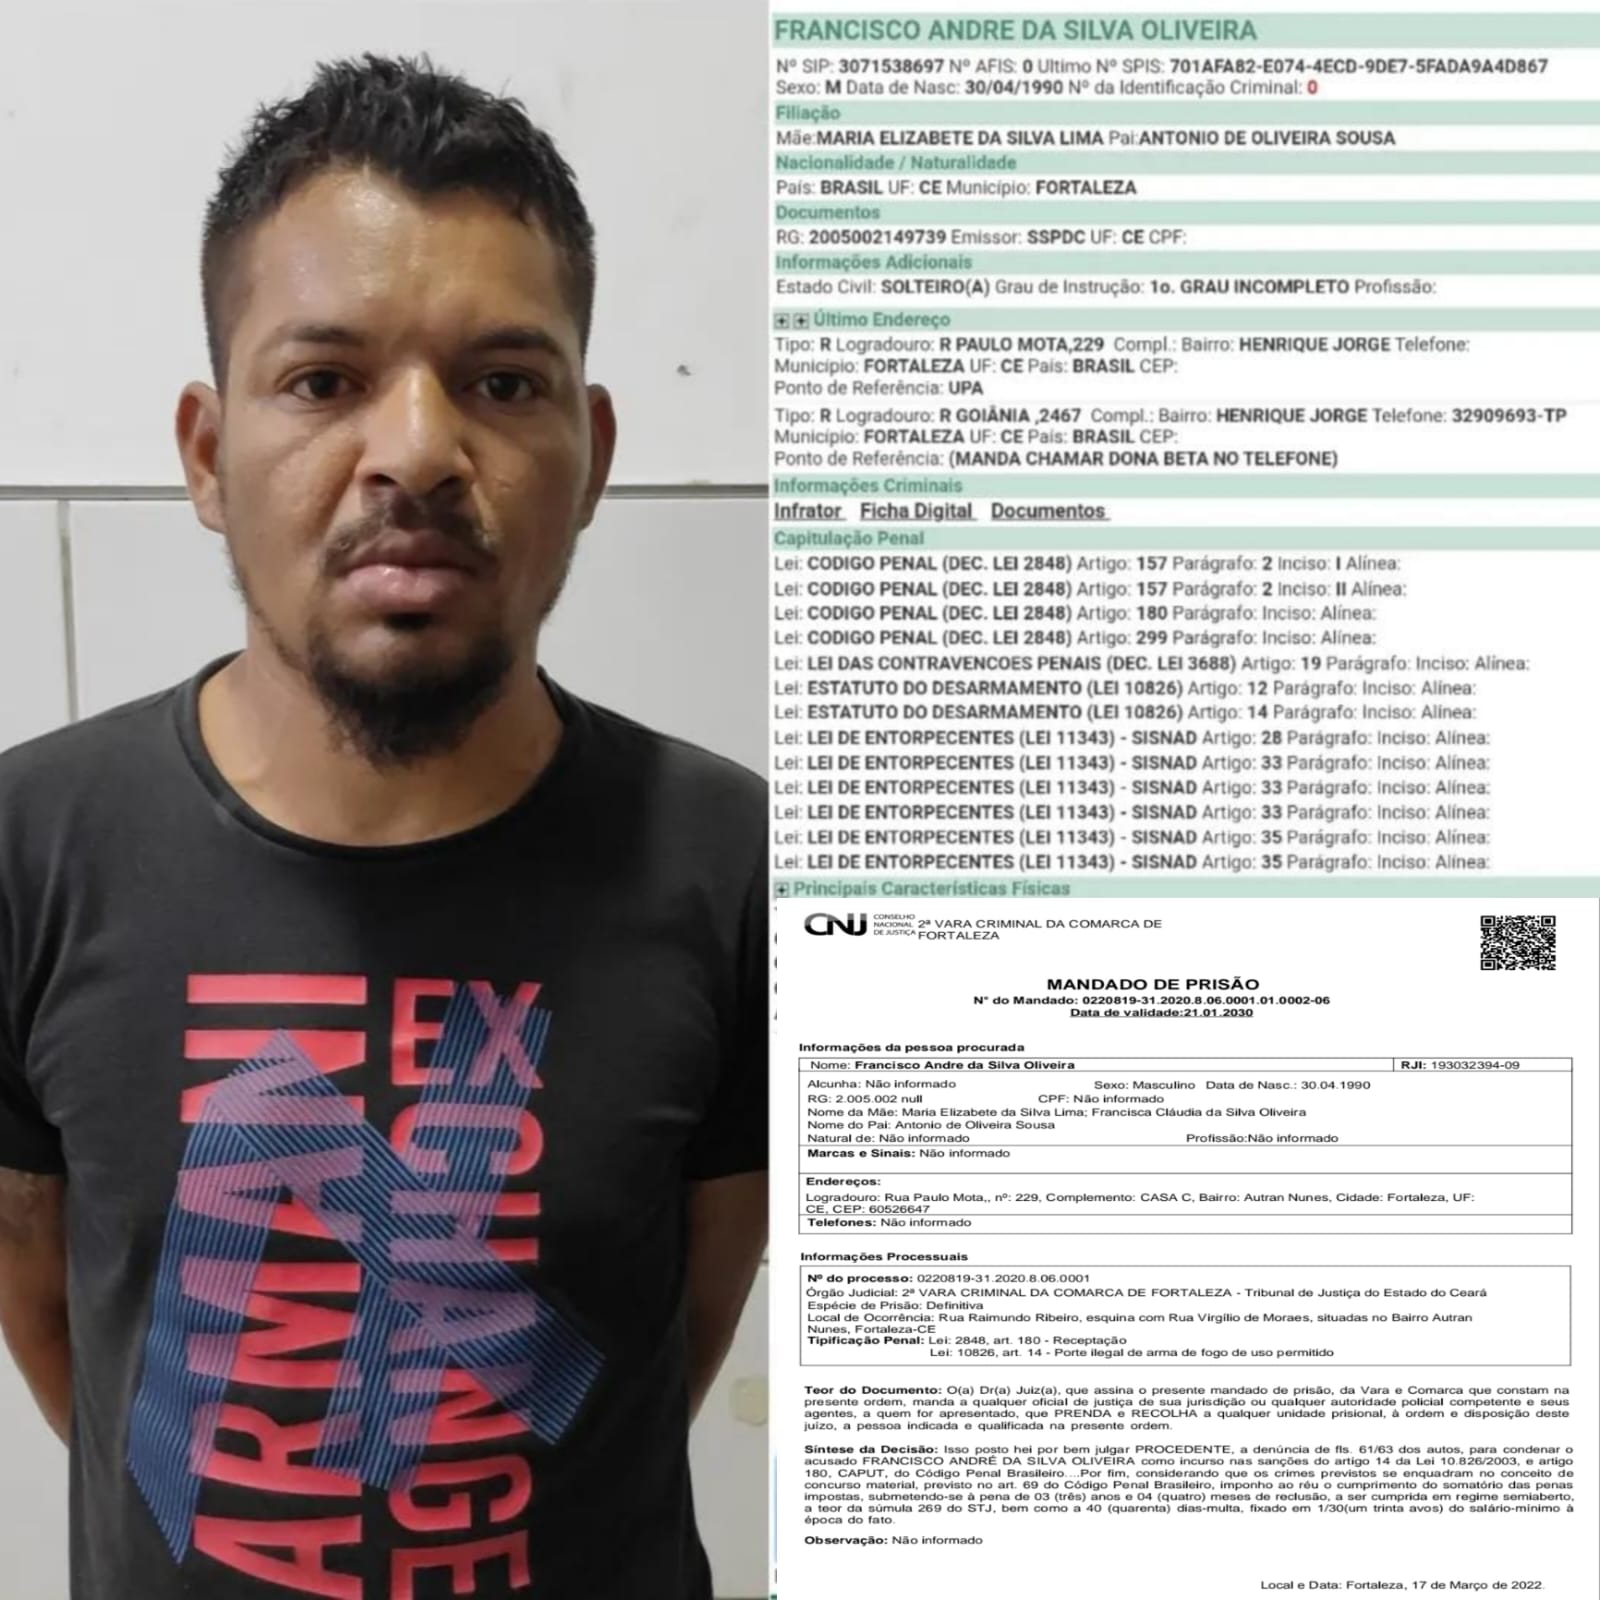 ARMANI
EXCHANGE
FRANCISCO ANDRE DA SILVA OLIVEIRA
Nº SIP: 3071538697 Nº AFIS: 0 Ultimo Nº SPIS: 701AFA82-E074-4ECD-9DE7-5FADA9A4D867
Sexo: M Data de Nasc: 30/04/1990 Nº da Identificação Criminal: 0
Filiação
Mãe:MARIA ELIZABETE DA SILVA LIMA Pai:ANTONIO DE OLIVEIRA SOUSA
Nacionalidade / Naturalidade
País: BRASIL UF: CE Município: FORTALEZA
Documentos
RG: 2005002149739 Emissor: SSPDC UF: CE CPF:
Informações Adicionais
Estado Civil: SOLTEIRO(A) Grau de Instrução: 1o. GRAU INCOMPLETO Profissão:
Último Endereço
Tipo: R Logradouro: R PAULO MOTA,229 Compl.: Bairro: HENRIQUE JORGE Telefone:
Município: FORTALEZA UF: CE País: BRASIL CEP:
Ponto de Referência: UPA
Tipo: R Logradouro: R GOIÂNIA ,2467 Compl.: Bairro: HENRIQUE JORGE Telefone: 32909693-TP
Município: FORTALEZA UF: CE País: BRASIL CEP:
Ponto de Referência: (MANDA CHAMAR DONA BETA NO TELEFONE)
Informações Criminais
Infrator Ficha Digital Documentos
Capitulação Penal
Lei: CODIGO PENAL (DEC. LEI 2848) Artigo: 157 Parágrafo: 2 Inciso: I Alínea:
Lei: CODIGO PENAL (DEC. LEI 2848) Artigo: 157 Parágrafo: 2 Inciso: II Alínea:
Lei: CODIGO PENAL (DEC. LEI 2848) Artigo: 180 Parágrafo: Inciso: Alínea:
Lei: CODIGO PENAL (DEC. LEI 2848) Artigo: 299 Parágrafo: Inciso: Alínea:
Lei: LEI DAS CONTRAVENCOES PENAIS (DEC. LEI 3688) Artigo: 19 Parágrafo: Inciso: Alínea:
Lei: ESTATUTO DO DESARMAMENTO (LEI 10826) Artigo: 12 Parágrafo: Inciso: Alínea:
Lei: ESTATUTO DO DESARMAMENTO (LEI 10826) Artigo: 14 Parágrafo: Inciso: Alínea:
Lei: LEI DE ENTORPECENTES (LEI 11343) - SISNAD Artigo: 28 Parágrafo: Inciso: Alínea:
Lei: LEI DE ENTORPECENTES (LEI 11343) - SISNAD Artigo: 33 Parágrafo: Inciso: Alínea:
Lei: LEI DE ENTORPECENTES (LEI 11343) - SISNAD Artigo: 33 Parágrafo: Inciso: Alínea:
Lei: LEI DE ENTORPECENTES (LEI 11343) - SISNAD Artigo: 33 Parágrafo: Inciso: Alínea:
Lei: LEI DE ENTORPECENTES (LEI 11343) - SISNAD Artigo: 35 Parágrafo: Inciso: Alínea:
Lei: LEI DE ENTORPECENTES (LEI 11343) - SISNAD Artigo: 35 Parágrafo: Inciso: Alínea:
Principais Características Físicas
CNJ CONSELHO NACIONAL DE JUSTIÇA
2ª VARA CRIMINAL DA COMARCA DE
FORTALEZA
MANDADO DE PRISÃO
N° do Mandado: 0220819-31.2020.8.06.0001.01.0002-06
Data de validade:21.01.2030
Informações da pessoa procurada
Nome: Francisco Andre da Silva Oliveira RJI: 193032394-09
Alcunha: Não informado Sexo: Masculino Data de Nasc.: 30.04.1990
RG: 2.005.002 null CPF: Não informado
Nome da Mãe: Maria Elizabete da Silva Lima; Francisca Cláudia da Silva Oliveira
Nome do Pai: Antonio de Oliveira Sousa
Natural de: Não informado Profissão:Não informado
Marcas e Sinais: Não informado
Endereços:
Logradouro: Rua Paulo Mota,, nº: 229, Complemento: CASA C, Bairro: Autran Nunes, Cidade: Fortaleza, UF:
CE, CEP: 60526647
Telefones: Não informado
Informações Processuais
Nº do processo: 0220819-31.2020.8.06.0001
Órgão Judicial: 2ª VARA CRIMINAL DA COMARCA DE FORTALEZA - Tribunal de Justiça do Estado do Ceará
Espécie de Prisão: Definitiva
Local de Ocorrência: Rua Raimundo Ribeiro, esquina com Rua Virgílio de Moraes, situadas no Bairro Autran
Nunes, Fortaleza-CE
Tipificação Penal: Lei: 2848, art. 180 - Receptação
Lei: 10826, art. 14 - Porte ilegal de arma de fogo de uso permitido
Teor do Documento: O(a) Dr(a) Juiz(a), que assina o presente mandado de prisão, da Vara e Comarca que constam na
presente ordem, manda a qualquer oficial de justiça de sua jurisdição ou qualquer autoridade policial competente e seus
agentes, a quem for apresentado, que PRENDA e RECOLHA a qualquer unidade prisional, à ordem e disposição deste
juízo, a pessoa indicada e qualificada na presente ordem.
Síntese da Decisão: Isso posto hei por bem julgar PROCEDENTE, a denúncia de fls. 61/63 dos autos, para condenar o
acusado FRANCISCO ANDRÉ DA SILVA OLIVEIRA como incurso nas sanções do artigo 14 da Lei 10.826/2003, e artigo
180, CAPUT, do Código Penal Brasileiro....Por fim, considerando que os crimes previstos se enquadram no conceito de
concurso material, previsto no art. 69 do Código Penal Brasileiro, imponho ao réu o cumprimento do somatório das penas
impostas, submetendo-se à pena de 03 (três) anos e 04 (quatro) meses de reclusão, a ser cumprida em regime semiaberto,
a teor da súmula 269 do STJ, bem como a 40 (quarenta) dias-multa, fixado em 1/30(um trinta avos) do salário-mínimo à
época do fato.
Observação: Não informado
Local e Data: Fortaleza, 17 de Março de 2022.